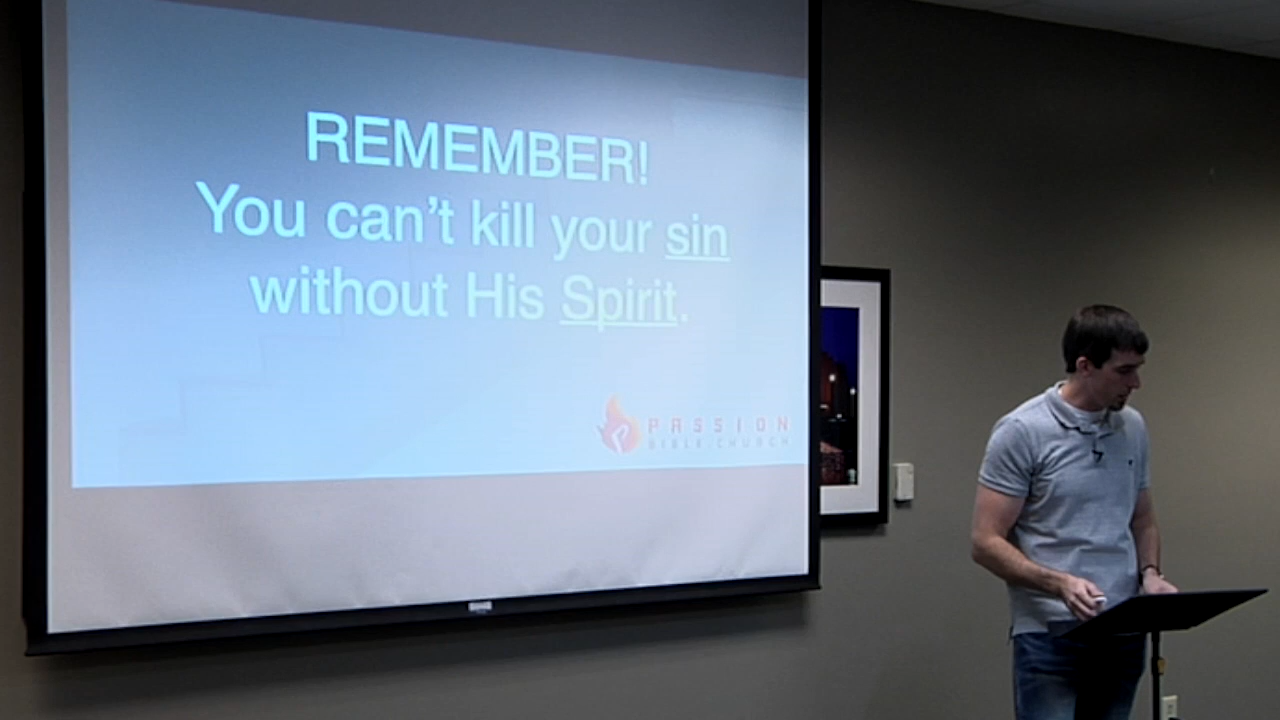 REMEMBER!
You can't kill your sin
without His Spirit.
PASSION
BIBLE CHURCH